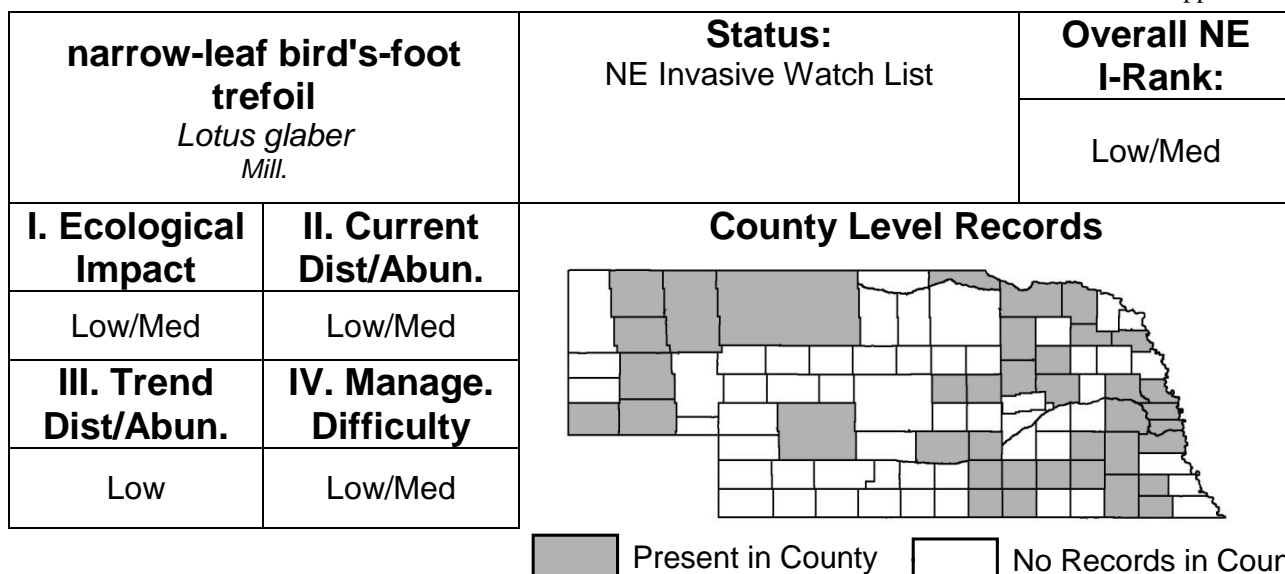 narrow-leaf bird's-foot
trefoil
Lotus glaber
Mill.
Status:
NE Invasive Watch List
Overall NE
I-Rank:
Low/Med
I. Ecological
Impact
II. Current
Dist/Abun.
Low/Med
Low/Med
III. Trend
Dist/Abun.
IV. Manage.
Difficulty
Low
Low/Med
County Level Records
Present in County
No Records in Coun